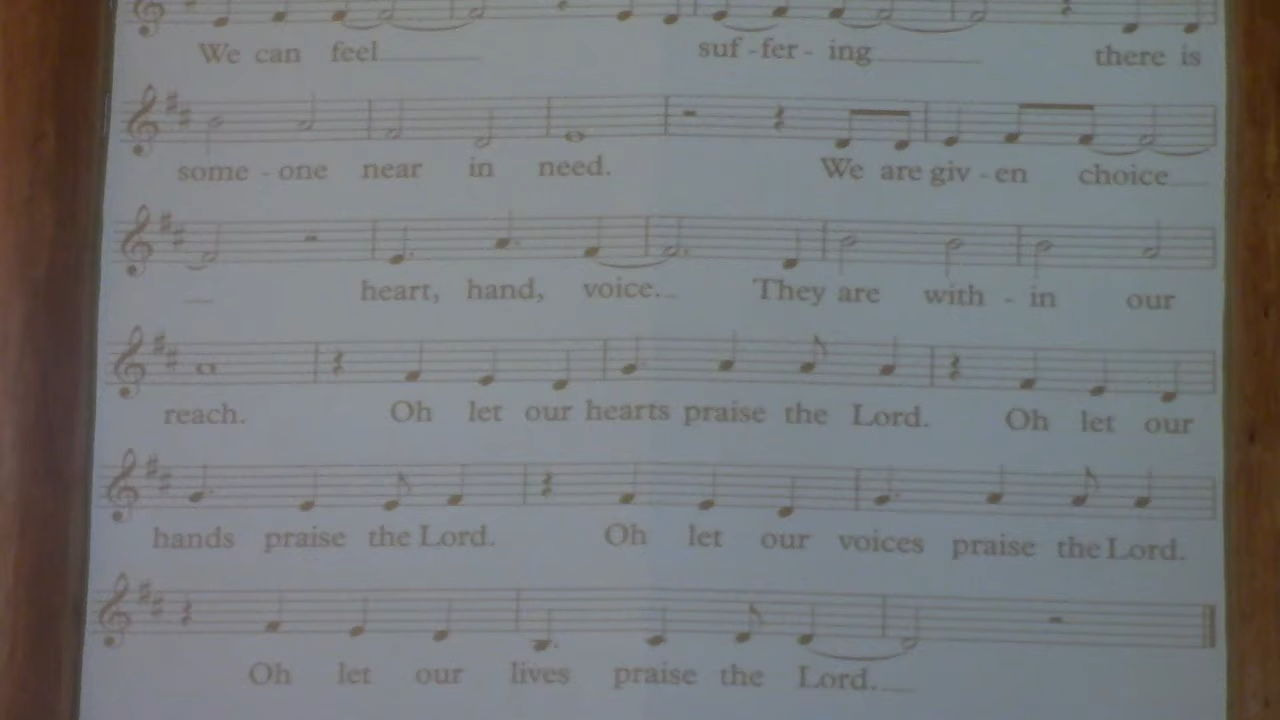 We can feel suf - fer - ing there is
some - one near in need. We are giv - en choice
heart, hand, voice. They are with - in our
reach. Oh let our hearts praise the Lord. Oh let our
hands praise the Lord. Oh let our voices praise the Lord.
Oh let our lives praise the Lord.